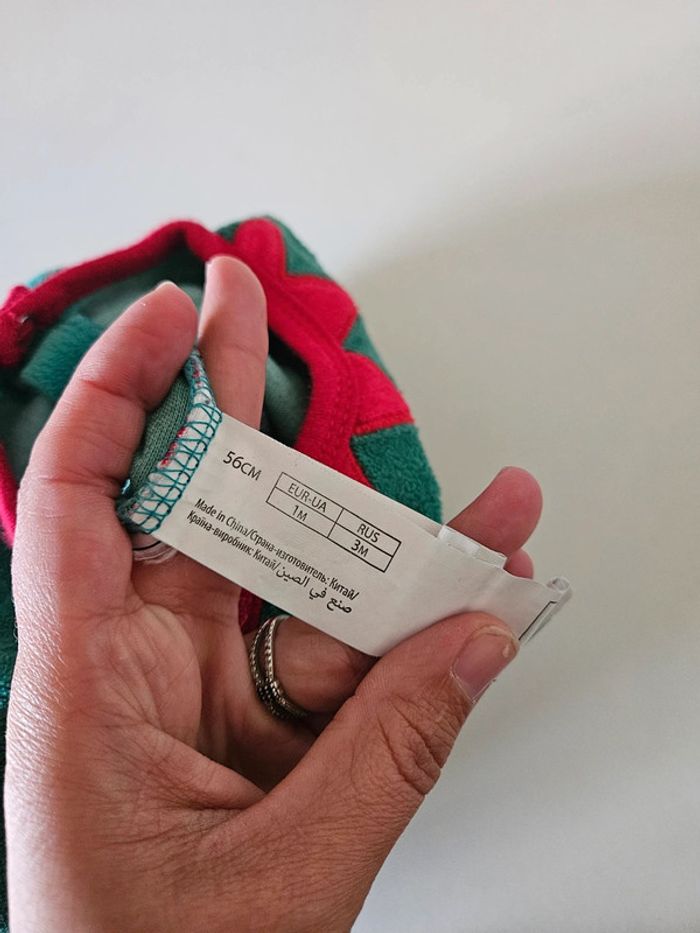 56CM
EUR-UA RUS
1M 3M
Made in China/Страна-изготовитель: Китай/
Країна-виробник: Китай/صنع في الصين